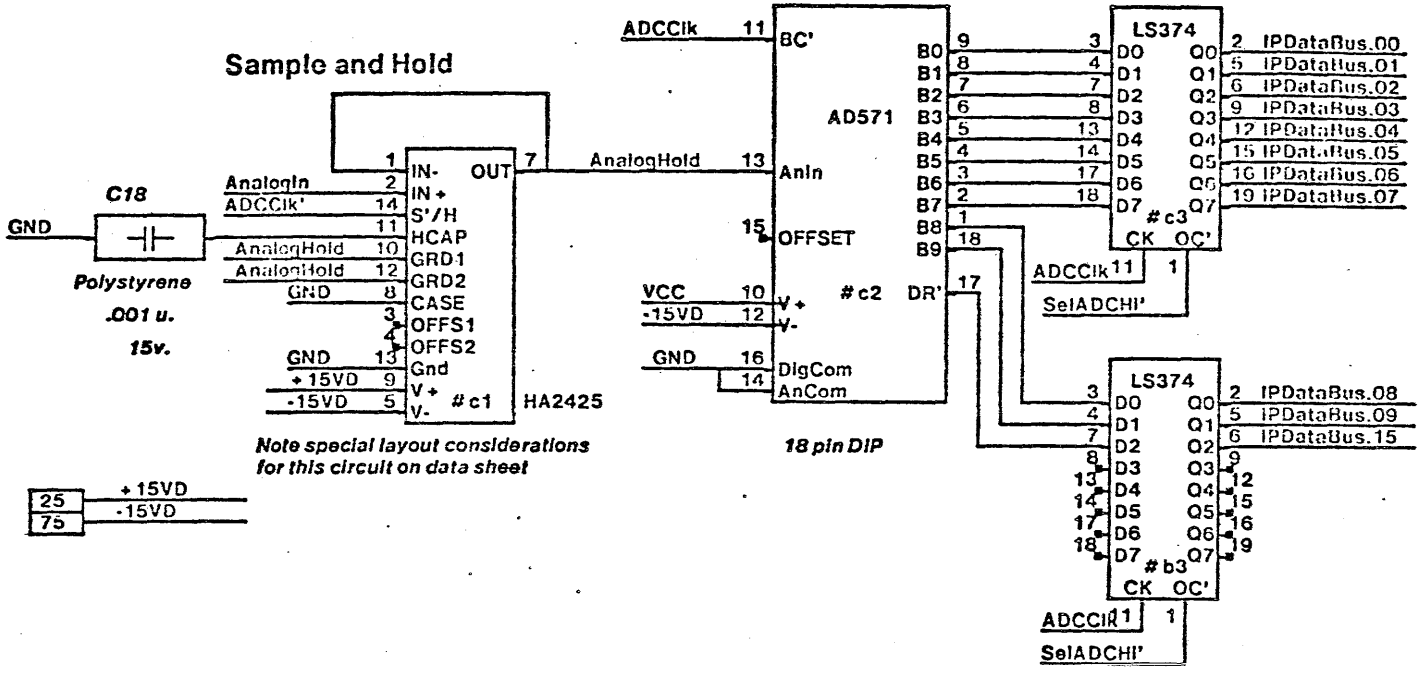 Sample and Hold
C18
GND
Polystyrene
.001 u.
15v.
AnalogIn
ADCClk'
AnalogHold
AnalogHold
GND
GND
+15VD
-15VD
1 IN-
2 IN+
14 S'/H
11 HCAP
10 GRD1
12 GRD2
8 CASE
3 OFFS1
4 OFFS2
13 Gnd
9 V+
5 V-
OUT 7
#c1 HA2425
Note special layout considerations
for this circuit on data sheet
25 +15VD
75 -15VD
ADCClk 11 BC'
AnalogHold 13 AnIn
15 OFFSET
VCC 10 V+
-15VD 12 V-
GND 16 DigCom
14 AnCom
AD571
#c2
B0 9
B1 8
B2 7
B3 6
B4 5
B5 4
B6 3
B7 2
B8 1
B9 18
DR' 17
18 pin DIP
LS374
3 D0 Q0 2 IPDataBus.00
4 D1 Q1 5 IPDataBus.01
7 D2 Q2 6 IPDataBus.02
8 D3 Q3 9 IPDataBus.03
13 D4 Q4 12 IPDataBus.04
14 D5 Q5 15 IPDataBus.05
17 D6 Q6 16 IPDataBus.06
18 D7 Q7 19 IPDataBus.07
#c3
CK OC'
ADCClk 11 1
SelADCHI'
LS374
3 D0 Q0 2 IPDataBus.08
4 D1 Q1 5 IPDataBus.09
7 D2 Q2 6 IPDataBus.15
8 D3 Q3 9
13 D4 Q4 12
14 D5 Q5 15
17 D6 Q6 16
18 D7 Q7 19
#b3
CK OC'
ADCClk 11 1
SelADCHI'